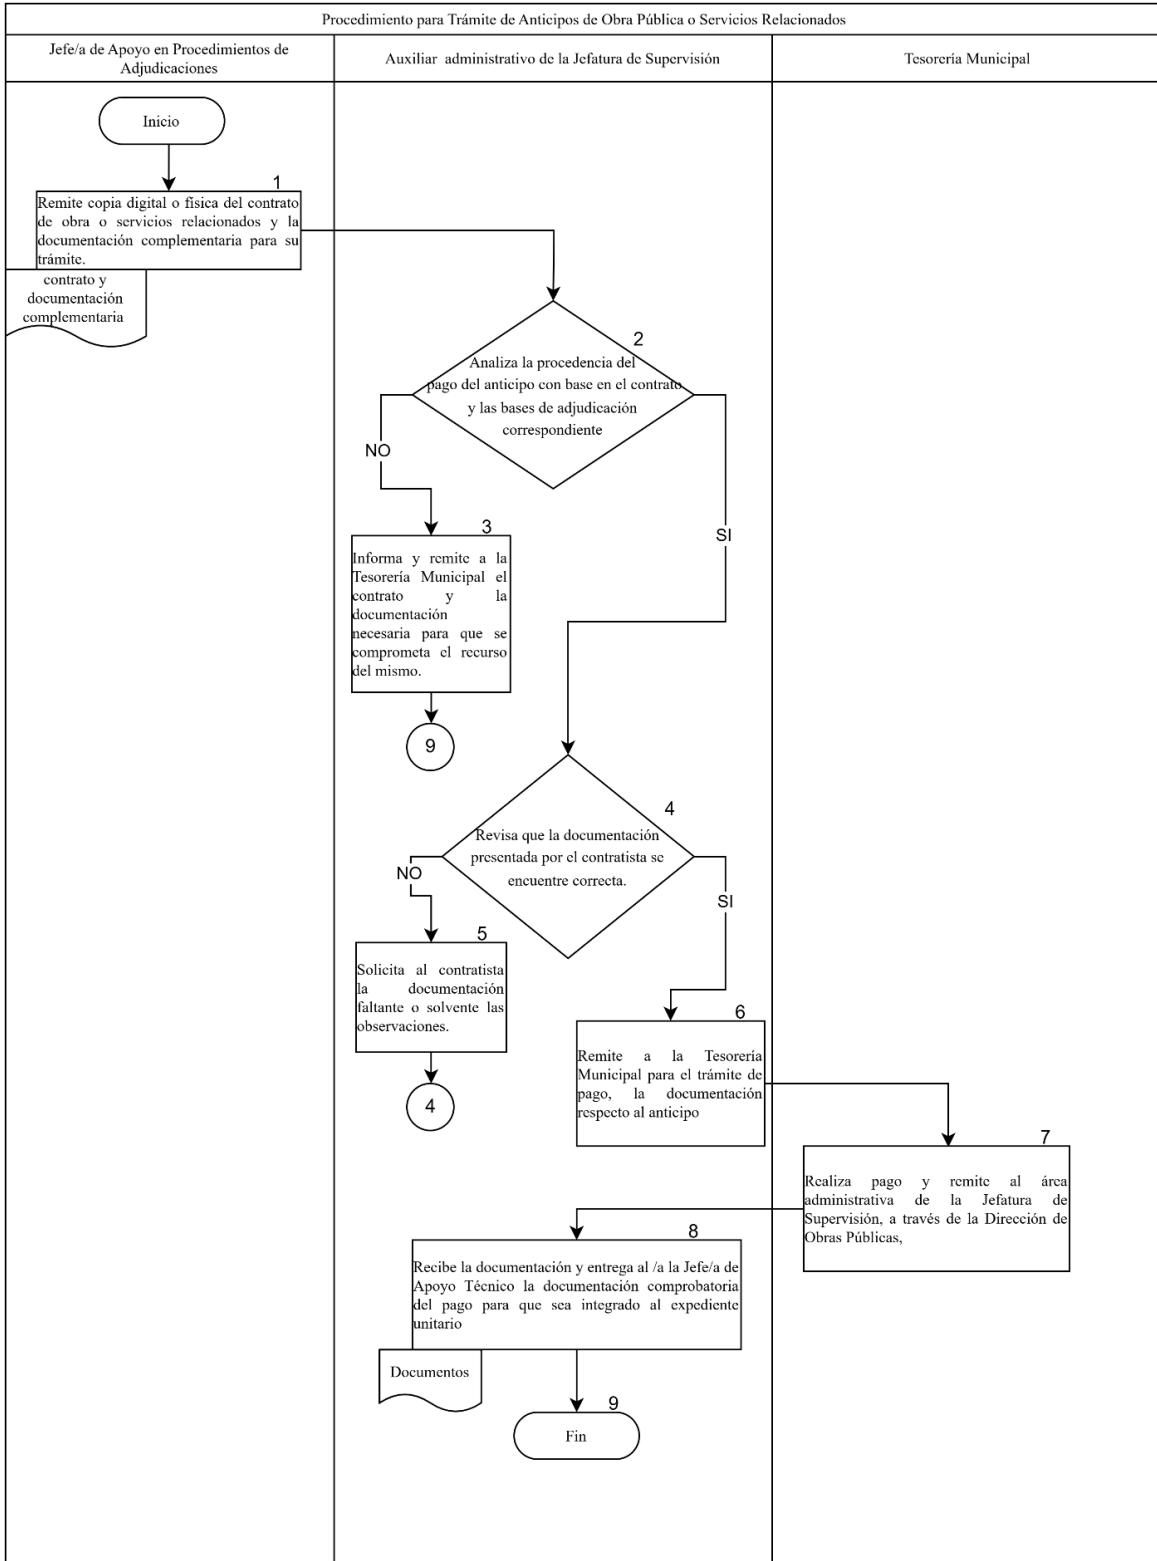 Procedimiento para Trámite de Anticipos de Obra Pública o Servicios Relacionados
Jefe/a de Apoyo en Procedimientos de
Adjudicaciones
Auxiliar administrativo de la Jefatura de Supervisión
Tesorería Municipal
Inicio
1
Remite copia digital o física del contrato
de obra o servicios relacionados y la
documentación complementaria para su
trámite.
contrato y
documentación
complementaria
2
Analiza la procedencia del
pago del anticipo con base en el contrato
y las bases de adjudicación
correspondiente
NO
SI
3
Informa y remite a la
Tesorería Municipal el
contrato y la
documentación
necesaria para que se
comprometa el recurso
del mismo.
9
4
Revisa que la documentación
presentada por el contratista se
encuentre correcta.
NO
SI
5
Solicita al contratista
la documentación
faltante o solvente las
observaciones.
4
6
Remite a la Tesorería
Municipal para el trámite de
pago, la documentación
respecto al anticipo
7
Realiza pago y remite al área
administrativa de la Jefatura de
Supervisión, a través de la Dirección de
Obras Públicas,
8
Recibe la documentación y entrega al /a la Jefe/a de
Apoyo Técnico la documentación comprobatoria
del pago para que sea integrado al expediente
unitario
Documentos
9
Fin